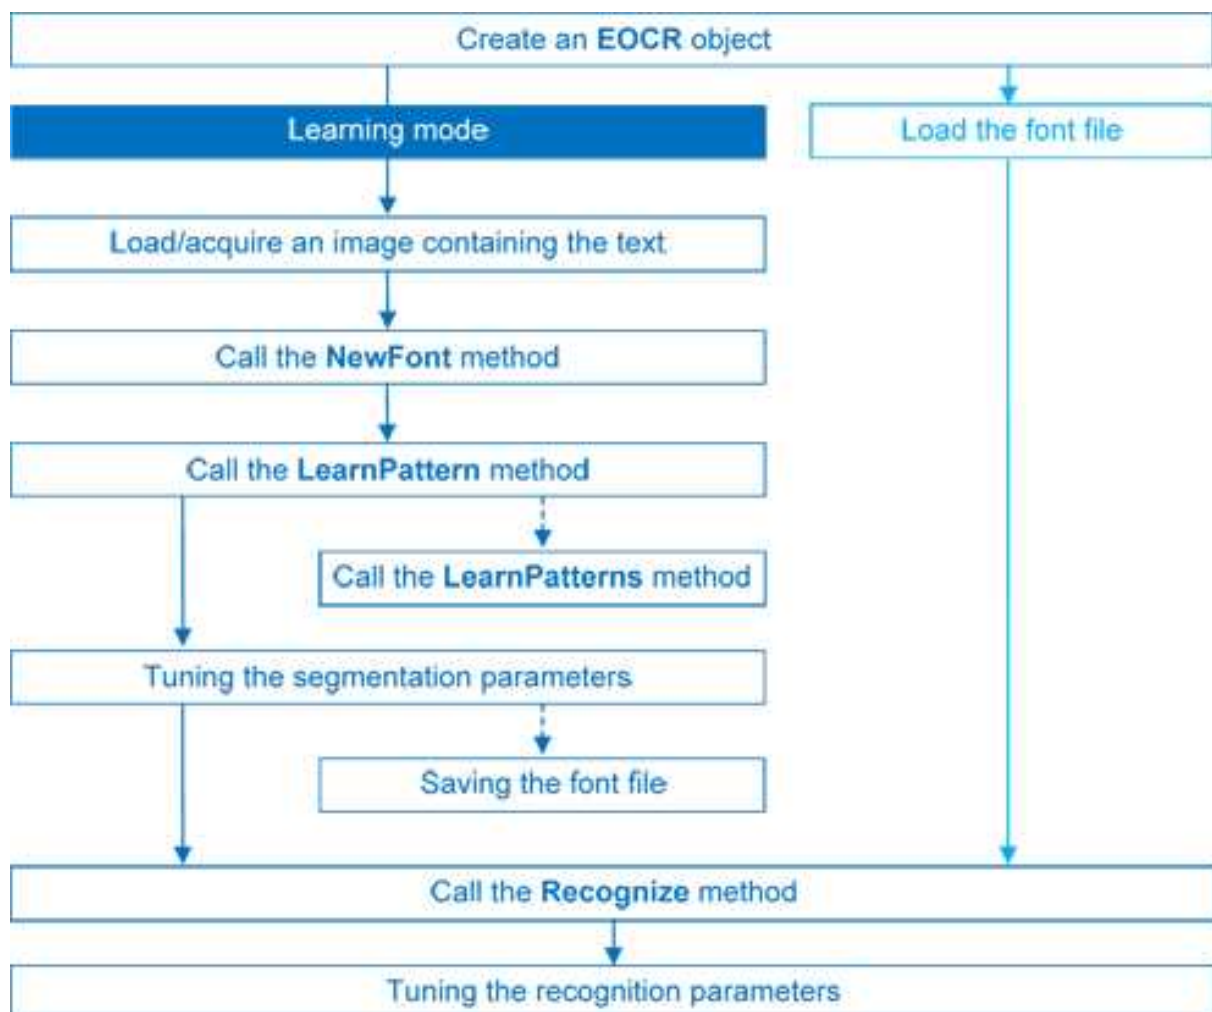 Create an EOCR object
Learning mode
Load the font file
Load/acquire an image containing the text
Call the NewFont method
Call the LearnPattern method
Call the LearnPatterns method
Tuning the segmentation parameters
Saving the font file
Call the Recognize method
Tuning the recognition parameters